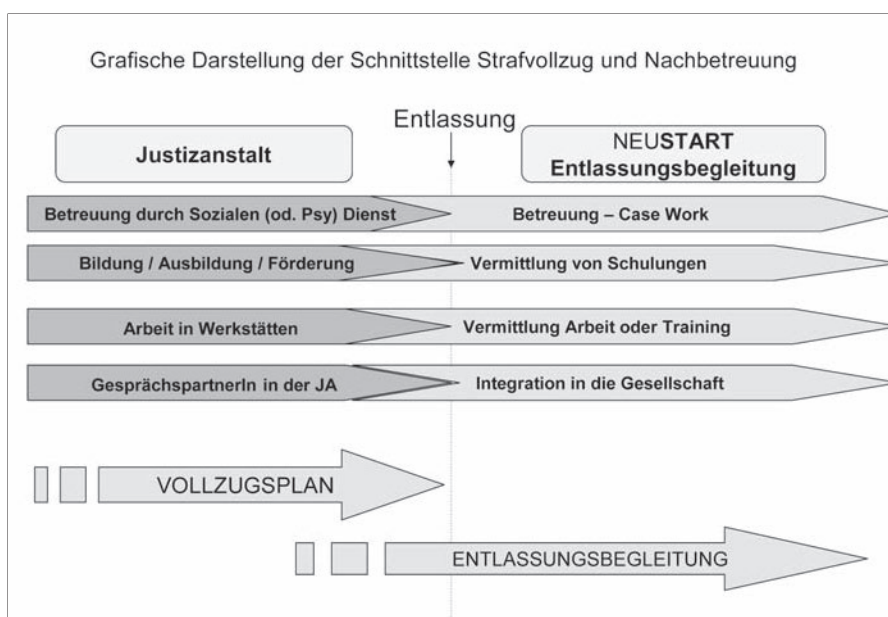 Grafische Darstellung der Schnittstelle Strafvollzug und Nachbetreuung
Entlassung
Justizanstalt
NEUSTART
Entlassungsbegleitung
Betreuung durch Sozialen (od. Psy) Dienst
Betreuung – Case Work
Bildung / Ausbildung / Förderung
Vermittlung von Schulungen
Arbeit in Werkstätten
Vermittlung Arbeit oder Training
GesprächspartnerIn in der JA
Integration in die Gesellschaft
VOLLZUGSPLAN
ENTLASSUNGSBEGLEITUNG